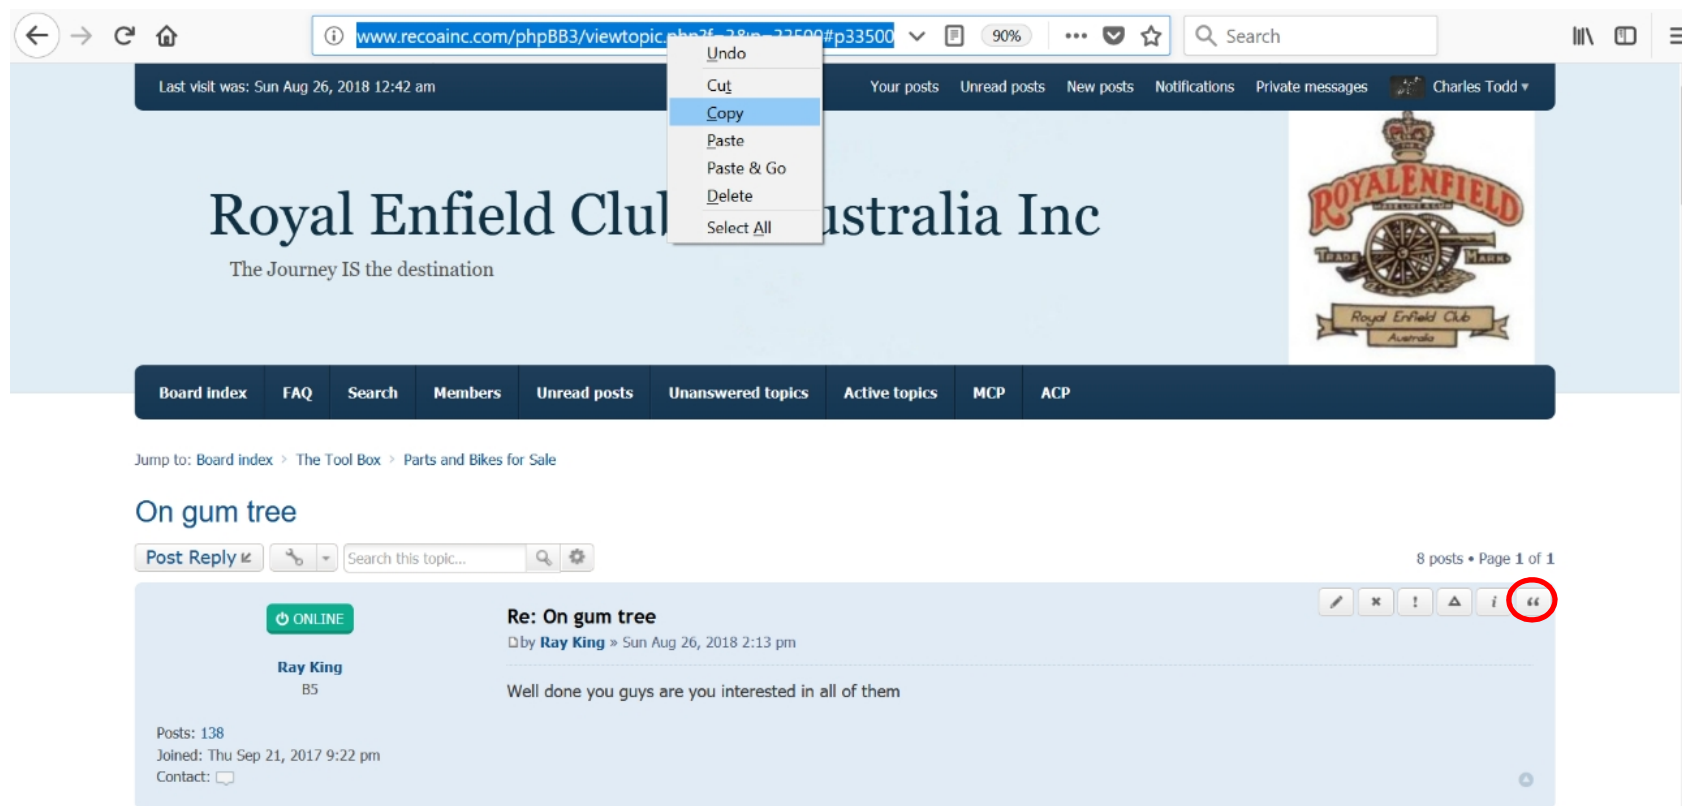 www.recoainc.com/phpBB3/viewtopic.php?f=3&p=33500#p33500
90%
Search
Undo
Cut
Copy
Paste
Paste & Go
Delete
Select All
Last visit was: Sun Aug 26, 2018 12:42 am
Your posts Unread posts New posts Notifications Private messages Charles Todd
Royal Enfield Clu ustralia Inc
The Journey IS the destination
ROYAL ENFIELD
TRADE MARK
Royal Enfield Club
Australia
Board index FAQ Search Members Unread posts Unanswered topics Active topics MCP ACP
Jump to: Board index > The Tool Box > Parts and Bikes for Sale
On gum tree
Post Reply Search this topic...
8 posts • Page 1 of 1
ONLINE
Ray King
B5
Posts: 138
Joined: Thu Sep 21, 2017 9:22 pm
Contact:
Re: On gum tree
by Ray King » Sun Aug 26, 2018 2:13 pm
Well done you guys are you interested in all of them